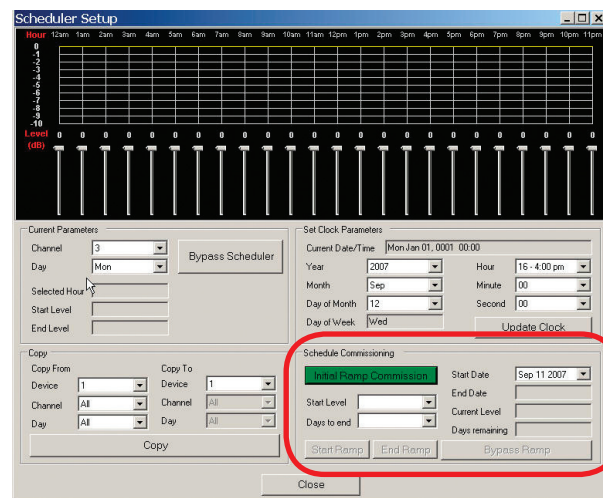 Scheduler Setup
Hour 12am 1am 2am 3am 4am 5am 6am 7am 8am 9am 10am 11am 12pm 1pm 2pm 3pm 4pm 5pm 6pm 7pm 8pm 9pm 10pm 11pm
0
-1
-2
-3
-4
-5
-6
-7
-8
-9
-10
Level 0 0 0 0 0 0 0 0 0 0 0 0 0 0 0 0 0 0 0 0 0 0 0 0
(dB)
Current Parameters
Channel 3
Day Mon
Bypass Scheduler
Selected Hour
Start Level
End Level
Set Clock Parameters
Current Date/Time Mon Jan 01, 0001 00:00
Year 2007 Hour 16 - 4:00 pm
Month Sep Minute 00
Day of Month 12 Second 00
Day of Week Wed Update Clock
Copy
Copy From Copy To
Device 1 Device 1
Channel All Channel All
Day All Day All
Copy
Schedule Commissioning
Initial Ramp Commission Start Date Sep 11 2007
End Date
Start Level Current Level
Days to end Days remaining
Start Ramp End Ramp Bypass Ramp
Close